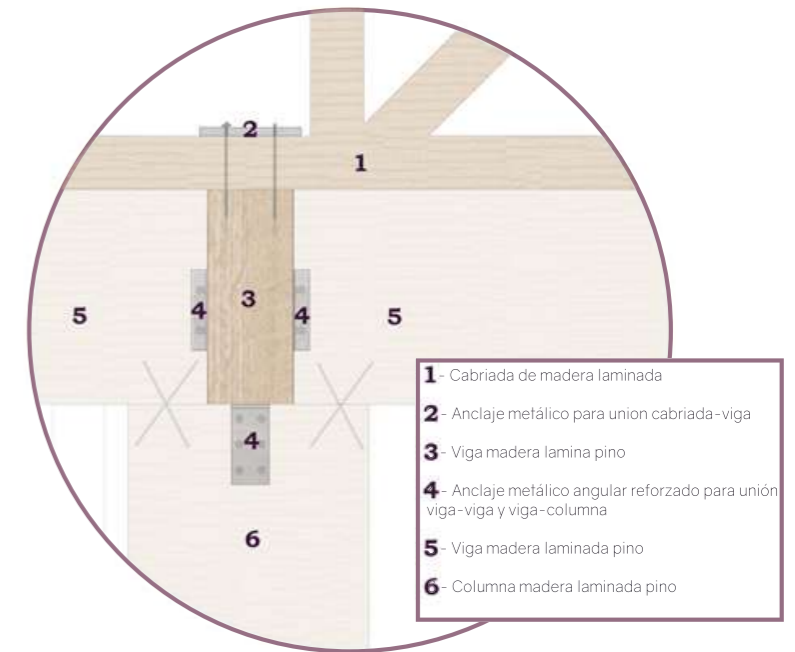 2
1
4
3
4
5
5
4
6
1- Cabriada de madera laminada
2- Anclaje metálico para union cabriada-viga
3- Viga madera lamina pino
4- Anclaje metálico angular reforzado para unión
viga-viga y viga-columna
5- Viga madera laminada pino
6- Columna madera laminada pino